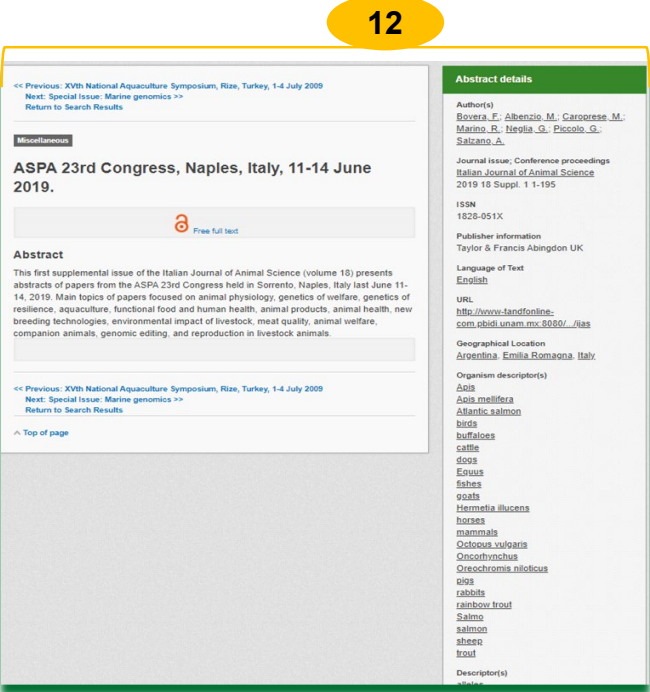 12
<< Previous: XVth National Aquaculture Symposium, Rize, Turkey, 1-4 July 2009
Next: Special Issue: Marine genomics >>
Return to Search Results
Miscellaneous
ASPA 23rd Congress, Naples, Italy, 11-14 June
2019.
Free full text
Abstract
This first supplemental issue of the Italian Journal of Animal Science (volume 18) presents
abstracts of papers from the ASPA 23rd Congress held in Sorrento, Naples, Italy last June 11-
14, 2019. Main topics of papers focused on animal physiology, genetics of welfare, genetics of
resilience, aquaculture, functional food and human health, animal products, animal health, new
breeding technologies, environmental impact of livestock, meat quality, animal welfare,
companion animals, genomic editing, and reproduction in livestock animals.
<< Previous: XVth National Aquaculture Symposium, Rize, Turkey, 1-4 July 2009
Next: Special Issue: Marine genomics >>
Return to Search Results
^ Top of page
Abstract details
Author(s)
Bovera, F.; Albenzio, M.; Caroprese, M.;
Marino, R.; Neglia, G.; Piccolo, G.;
Salzano, A.
Journal issue; Conference proceedings
Italian Journal of Animal Science
2019 18 Suppl. 1 1-195
ISSN
1828-051X
Publisher information
Taylor & Francis Abingdon UK
Language of Text
English
URL
http://www-tandfonline-
com.pbidi.unam.mx:8080/.../ijas
Geographical Location
Argentina, Emilia Romagna, Italy
Organism descriptor(s)
Apis
Apis mellifera
Atlantic salmon
birds
buffaloes
cattle
dogs
Equus
fishes
goats
Hermetia illucens
horses
mammals
Octopus vulgaris
Oncorhynchus
Oreochromis niloticus
pigs
rabbits
rainbow trout
Salmo
salmon
sheep
trout
Descriptor(s)
alleles